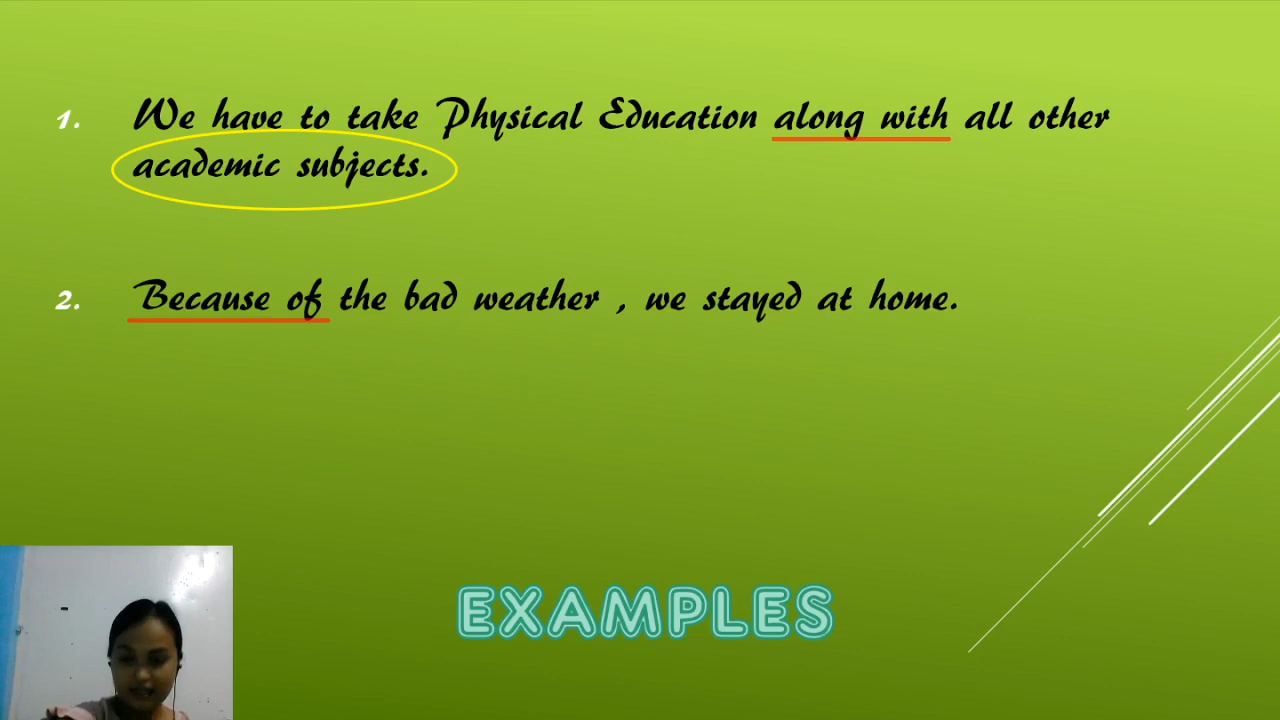 1. We have to take Physical Education along with all other
academic subjects.
2. Because of the bad weather , we stayed at home.
EXAMPLES